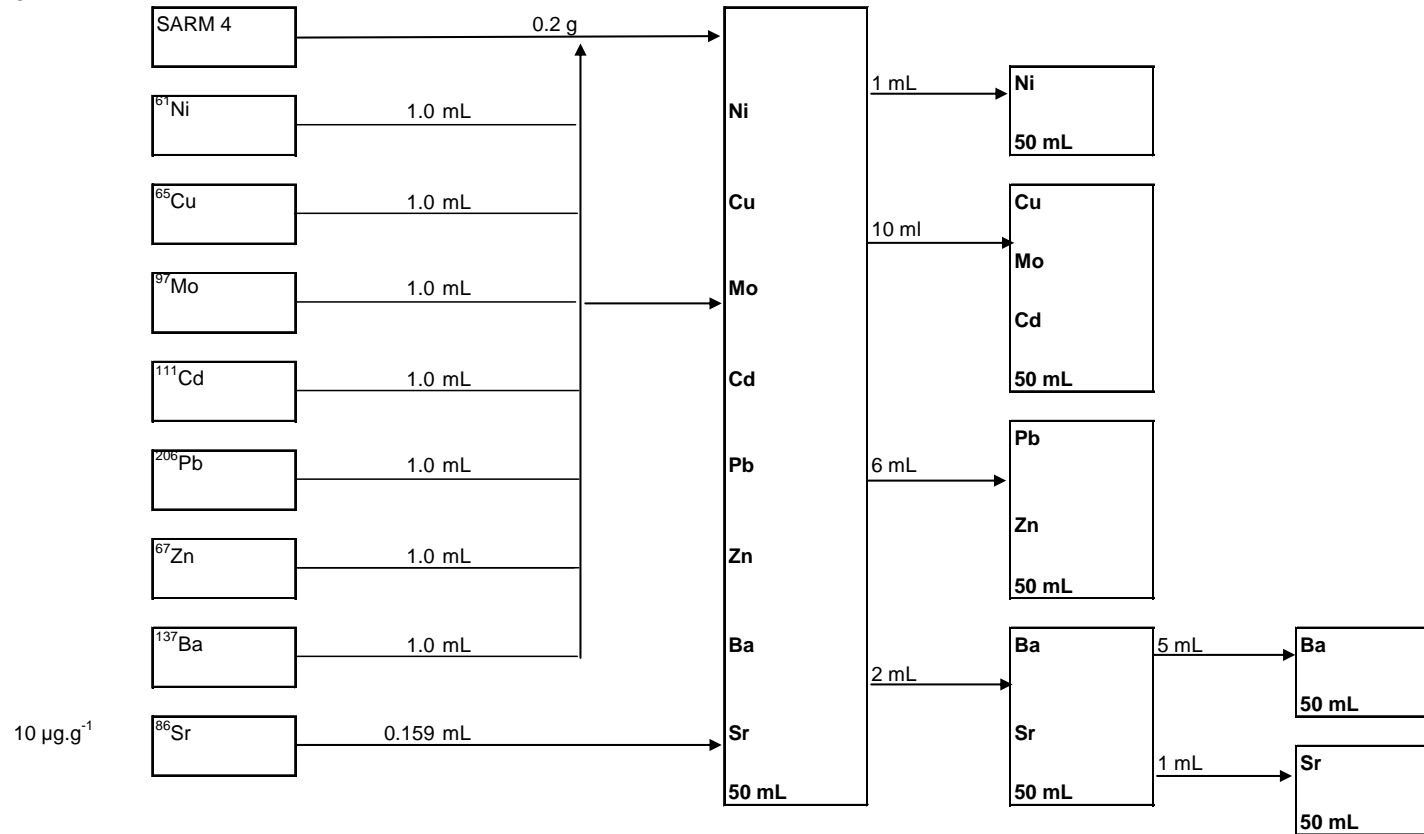 SARM 4
0.2 g
⁶¹Ni
1.0 mL
⁶⁵Cu
1.0 mL
⁹⁷Mo
1.0 mL
¹¹¹Cd
1.0 mL
²⁰⁶Pb
1.0 mL
⁶⁷Zn
1.0 mL
¹³⁷Ba
1.0 mL
10 µg.g⁻¹
⁸⁶Sr
0.159 mL
Ni
Cu
Mo
Cd
Pb
Zn
Ba
Sr
50 mL
1 mL
Ni
50 mL
10 ml
Cu
Mo
Cd
50 mL
6 mL
Pb
Zn
50 mL
2 mL
Ba
Sr
50 mL
5 mL
Ba
50 mL
1 mL
Sr
50 mL